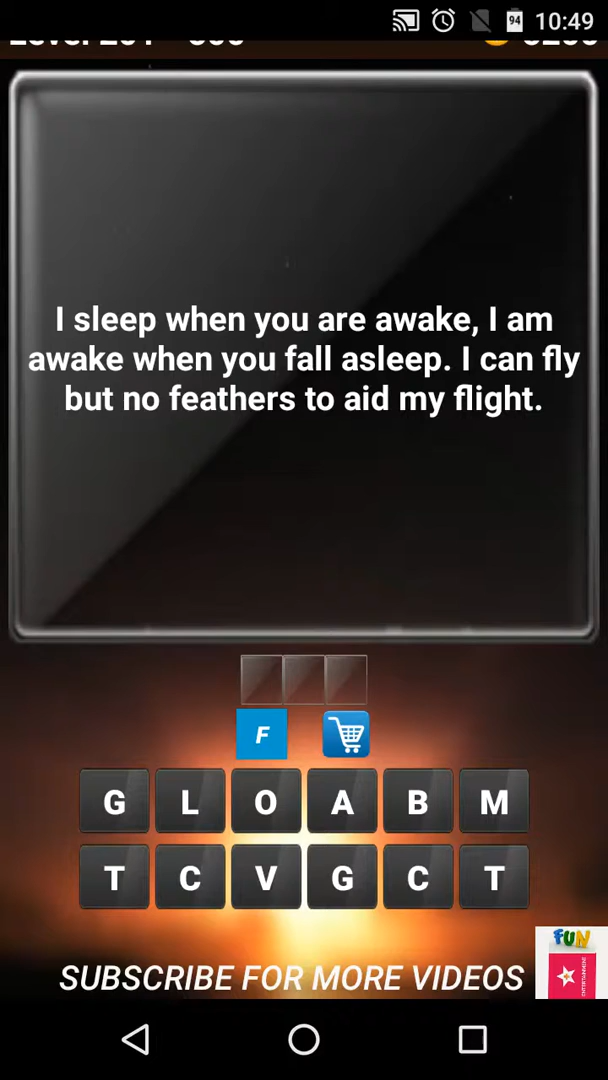 94 10:49
I sleep when you are awake, I am
awake when you fall asleep. I can fly
but no feathers to aid my flight.
F
G L O A B M
T C V G C T
FUN
SUBSCRIBE FOR MORE VIDEOS
ENTERTAINMENT